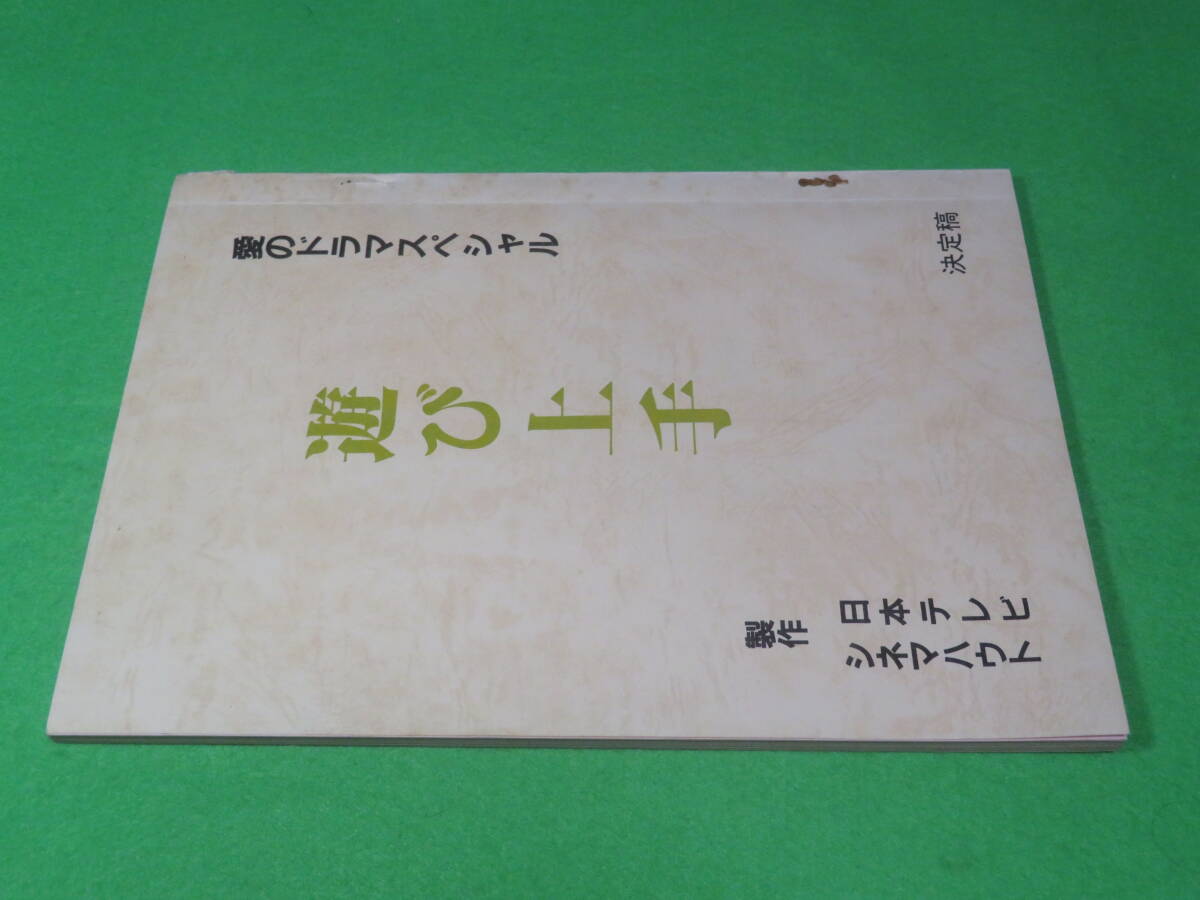 決定稿
愛のドラマスペシャル
遊び上手
製作
日本テレビ
シネマハウト